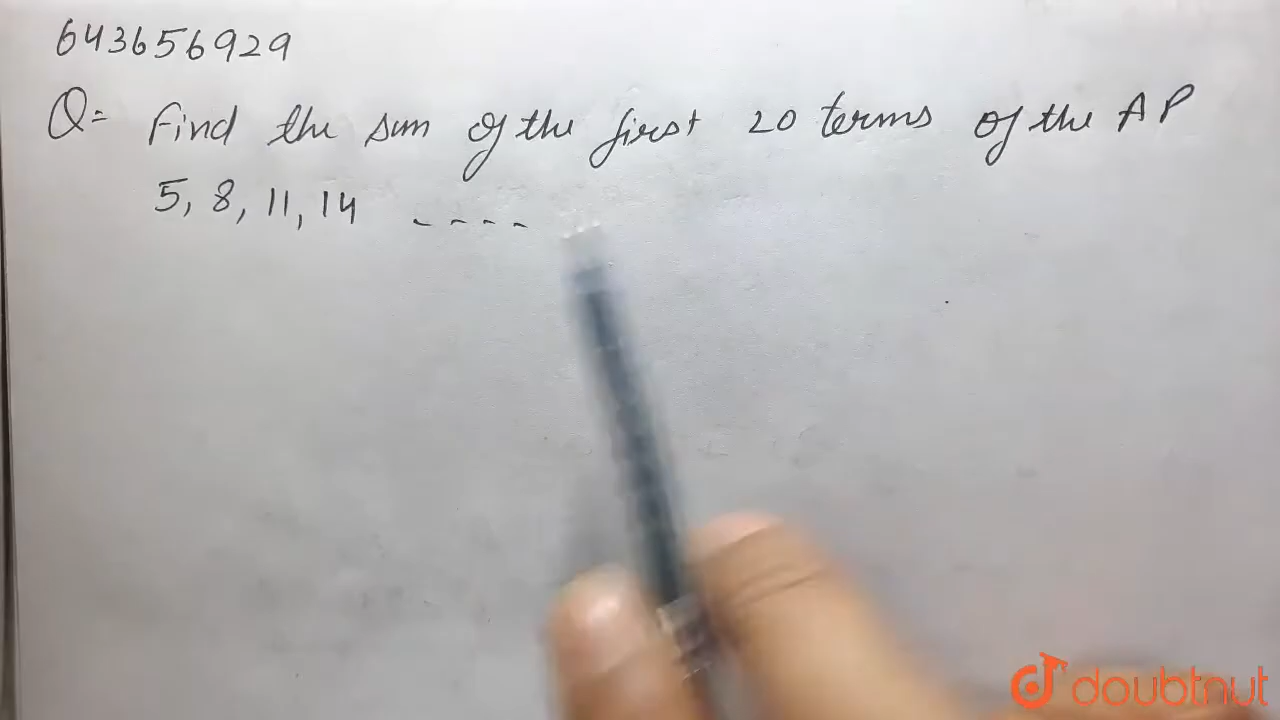 643656929
Q= Find the sum of the first 20 terms of the AP
5, 8, 11, 14 ----
doubtnut